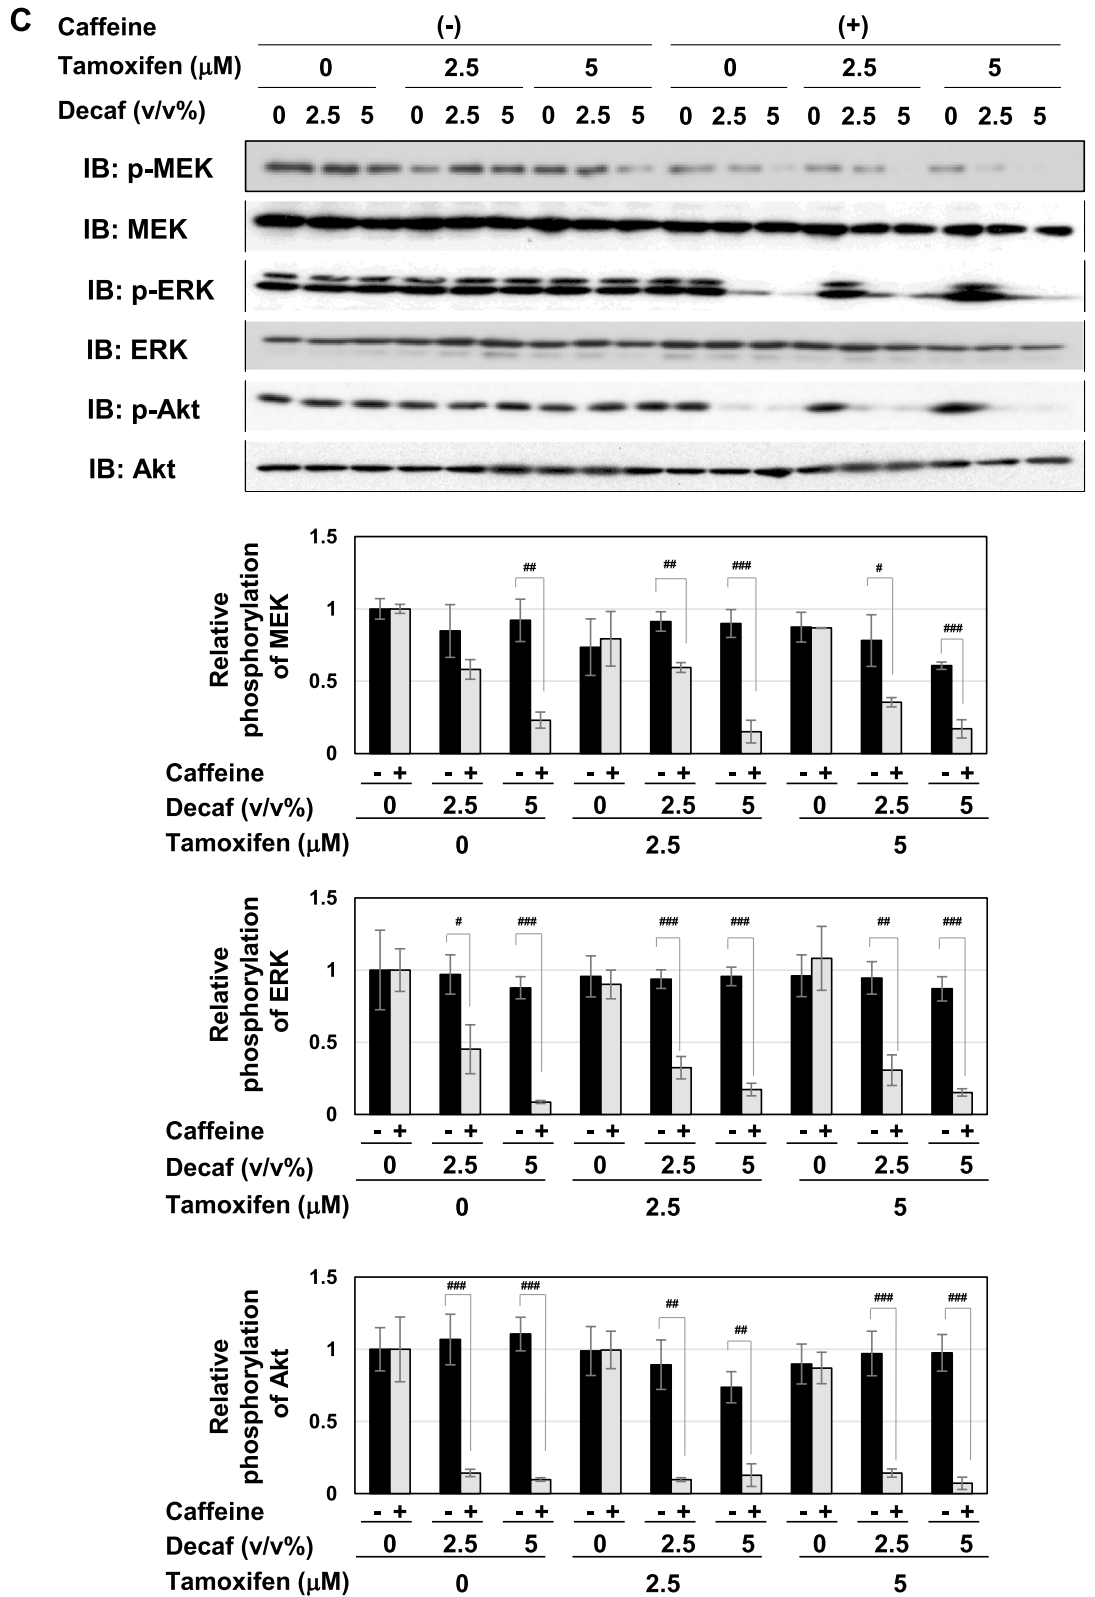 C
Caffeine (-) (+)
Tamoxifen (μM) 0 2.5 5 0 2.5 5
Decaf (v/v%) 0 2.5 5 0 2.5 5 0 2.5 5 0 2.5 5 0 2.5 5 0 2.5 5
IB: p-MEK
IB: MEK
IB: p-ERK
IB: ERK
IB: p-Akt
IB: Akt
Relative
phosphorylation
of MEK
1.5
1
0.5
0
## ## ### # ###
Caffeine - + - + - + - + - + - + - + - + - +
Decaf (v/v%) 0 2.5 5 0 2.5 5 0 2.5 5
Tamoxifen (μM) 0 2.5 5
Relative
phosphorylation
of ERK
1.5
1
0.5
0
# ### ### ### ## ###
Caffeine - + - + - + - + - + - + - + - + - +
Decaf (v/v%) 0 2.5 5 0 2.5 5 0 2.5 5
Tamoxifen (μM) 0 2.5 5
Relative
phosphorylation
of Akt
1.5
1
0.5
0
### ### ## ## ### ###
Caffeine - + - + - + - + - + - + - + - + - +
Decaf (v/v%) 0 2.5 5 0 2.5 5 0 2.5 5
Tamoxifen (μM) 0 2.5 5